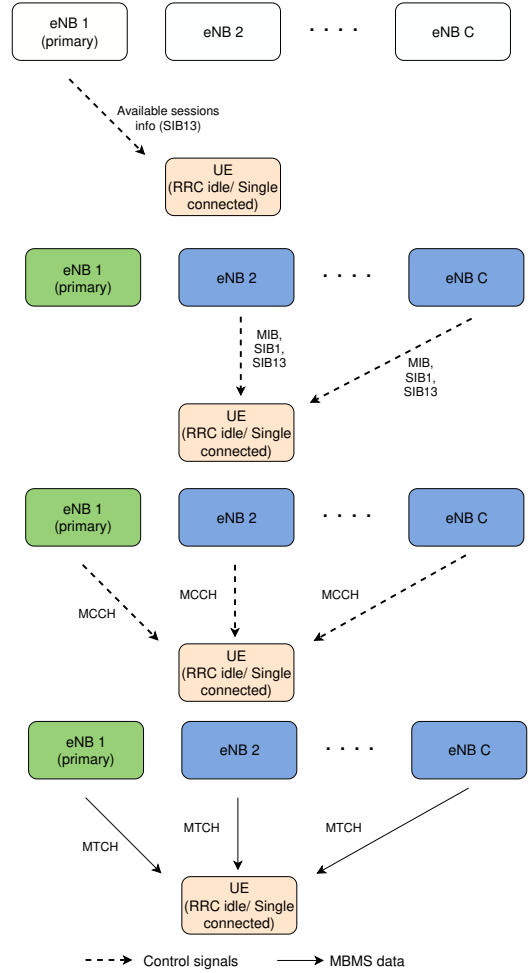 eNB 1
(primary)
eNB 2
. . . .
eNB C
Available sessions
info (SIB13)
UE
(RRC idle/ Single
connected)
eNB 1
(primary)
eNB 2
. . . .
eNB C
MIB,
SIB1,
SIB13
MIB,
SIB1,
SIB13
UE
(RRC idle/ Single
connected)
eNB 1
(primary)
eNB 2
. . . .
eNB C
MCCH
MCCH
MCCH
UE
(RRC idle/ Single
connected)
eNB 1
(primary)
eNB 2
. . . .
eNB C
MTCH
MTCH
MTCH
UE
(RRC idle/ Single
connected)
Control signals
MBMS data